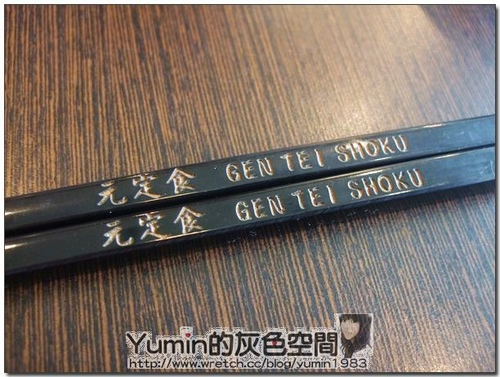 元定食 GEN TEI SHOKU
元定食 GEN TEI SHOKU
Yumin的灰色空間
http://www.wretch.cc/blog/yumin1983